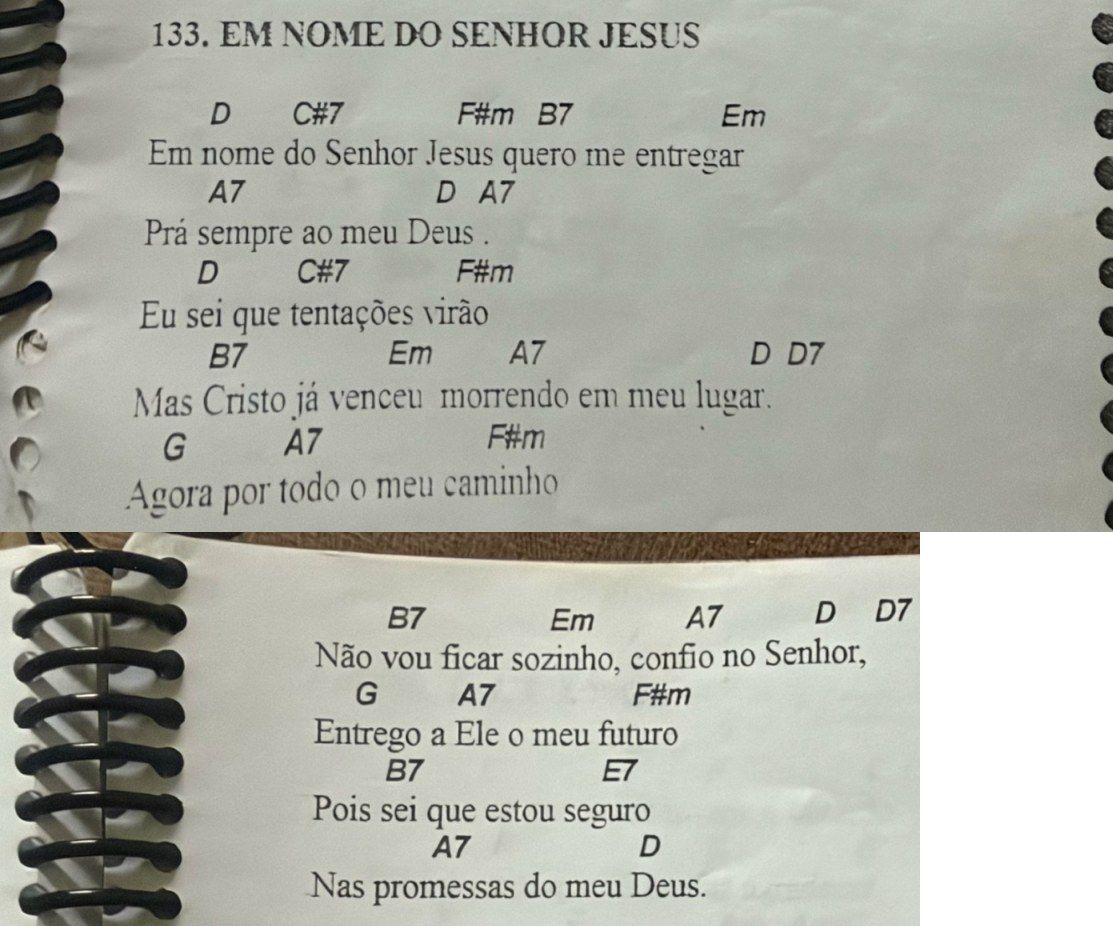 133. EM NOME DO SENHOR JESUS
D C#7 F#m B7 Em
Em nome do Senhor Jesus quero me entregar
A7 D A7
Prá sempre ao meu Deus .
D C#7 F#m
Eu sei que tentações virão
B7 Em A7 D D7
Mas Cristo já venceu morrendo em meu lugar.
G A7 F#m
Agora por todo o meu caminho
B7 Em A7 D D7
Não vou ficar sozinho, confio no Senhor,
G A7 F#m
Entrego a Ele o meu futuro
B7 E7
Pois sei que estou seguro
A7 D
Nas promessas do meu Deus.